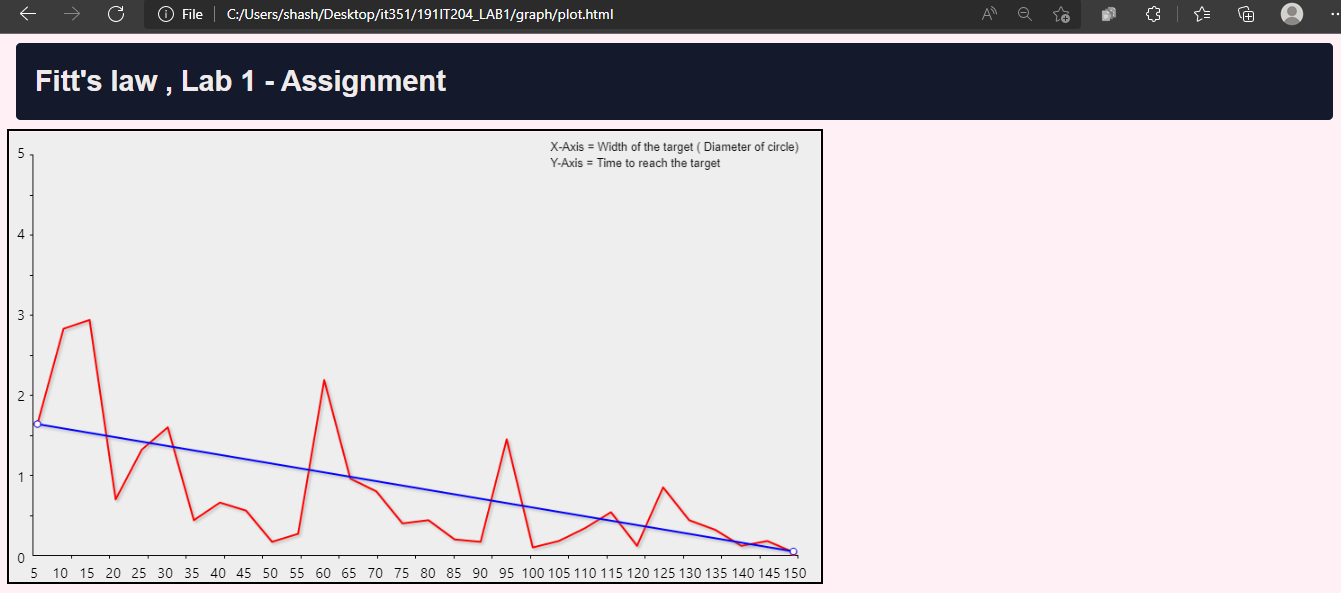 File C:/Users/shash/Desktop/it351/191IT204_LAB1/graph/plot.html
Fitt's law , Lab 1 - Assignment
X-Axis = Width of the target ( Diameter of circle)
Y-Axis = Time to reach the target
5
4
3
2
1
0
5 10 15 20 25 30 35 40 45 50 55 60 65 70 75 80 85 90 95 100 105 110 115 120 125 130 135 140 145 150